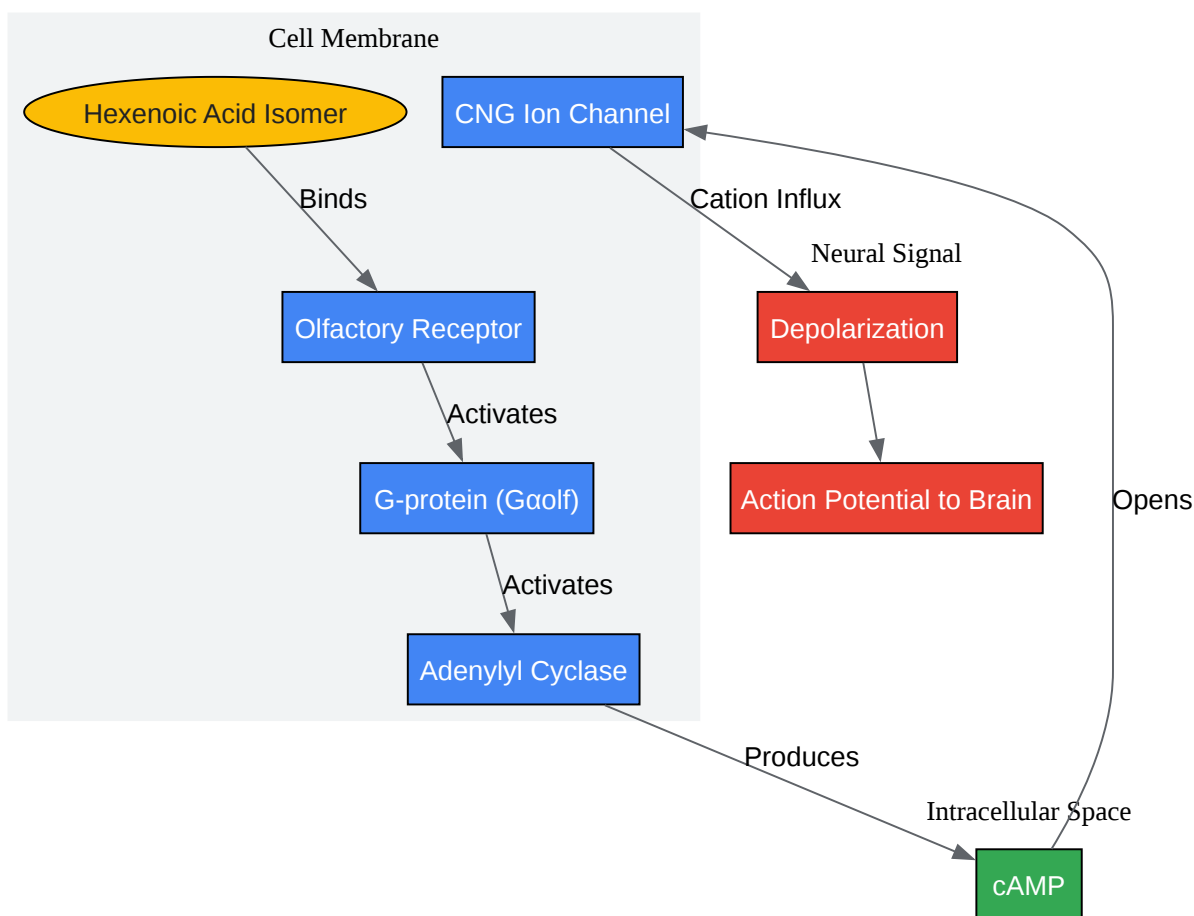 Cell Membrane
Hexenoic Acid Isomer
CNG Ion Channel
Binds
Cation Influx
Neural Signal
Olfactory Receptor
Depolarization
Activates
G-protein (Gαolf)
Action Potential to Brain
Opens
Activates
Adenylyl Cyclase
Produces
Intracellular Space
cAMP